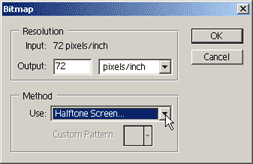 Bitmap
Resolution
Input: 72 pixels/inch
Output: 72 pixels/inch
OK
Cancel
Method
Use: Halftone Screen...
Custom Pattern: